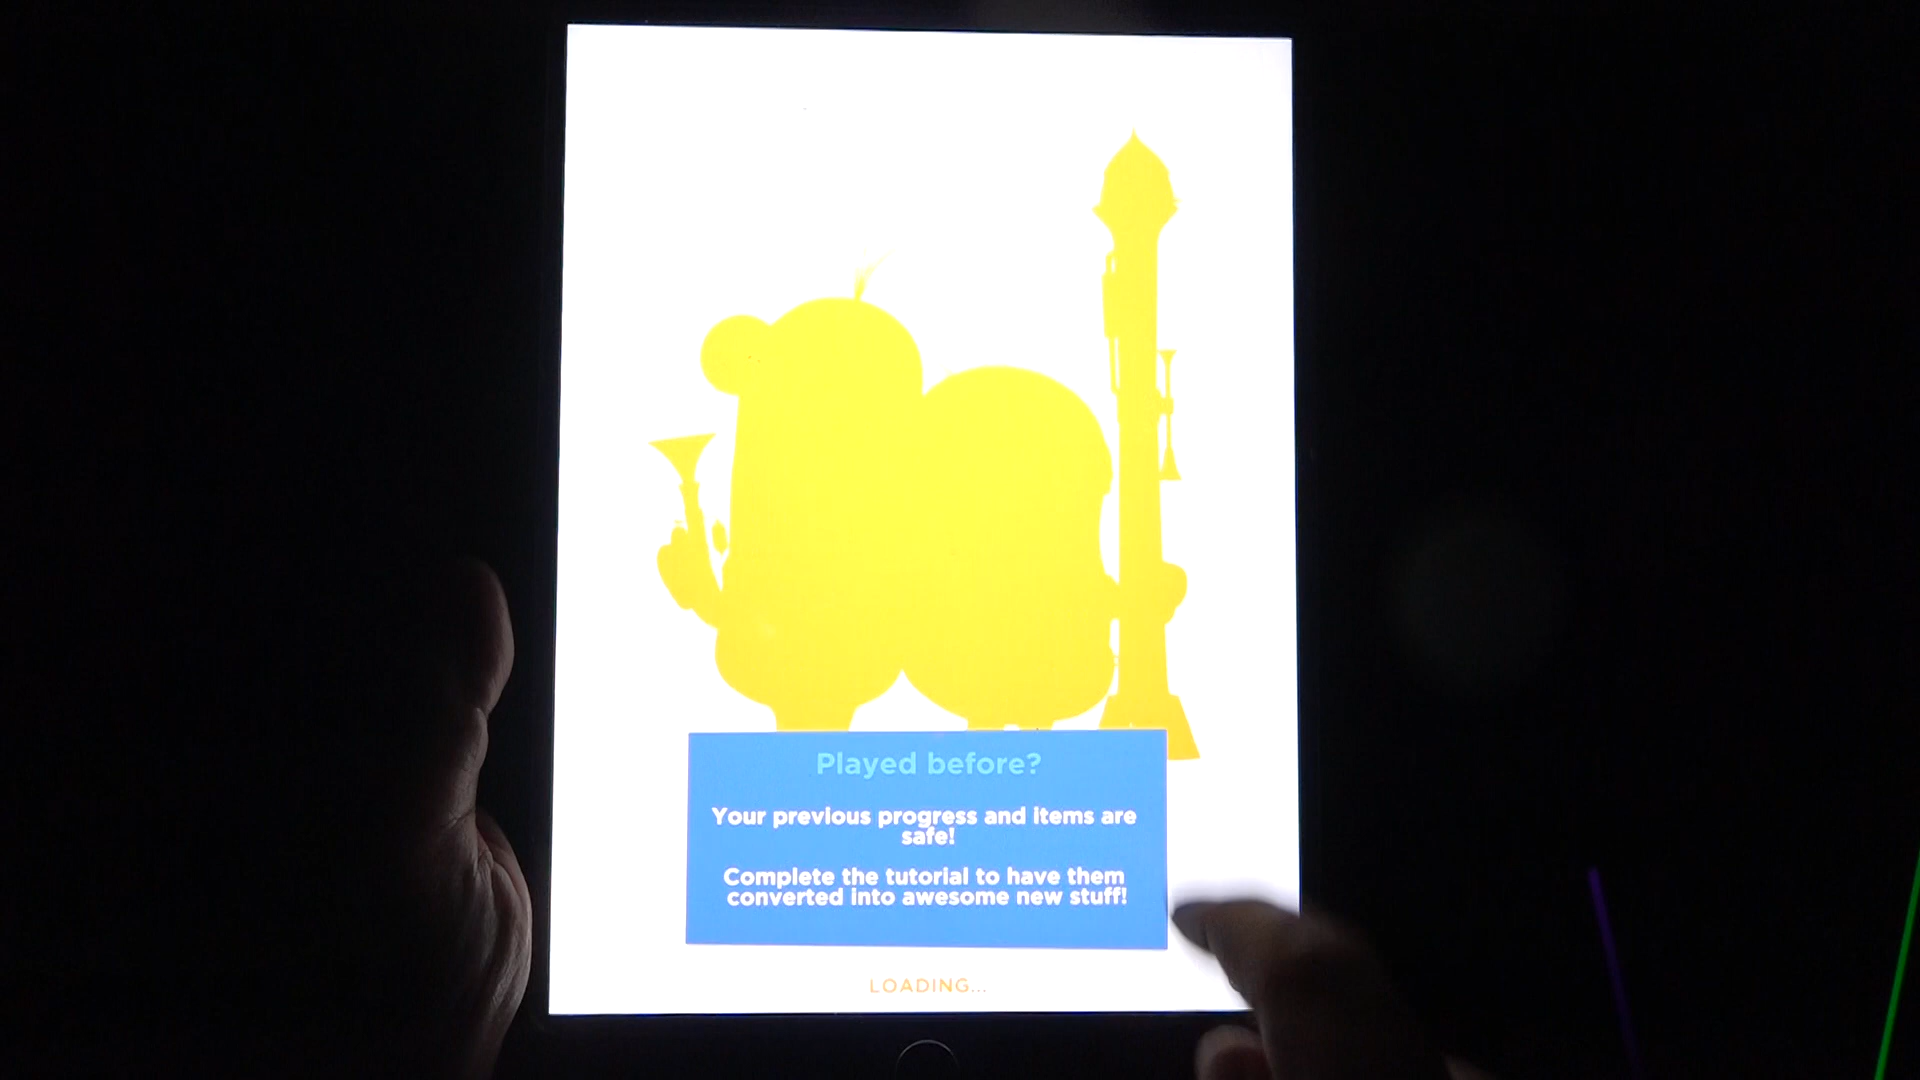 Played before?
Your previous progress and items are
safe!
Complete the tutorial to have them
converted into awesome new stuff!
LOADING...